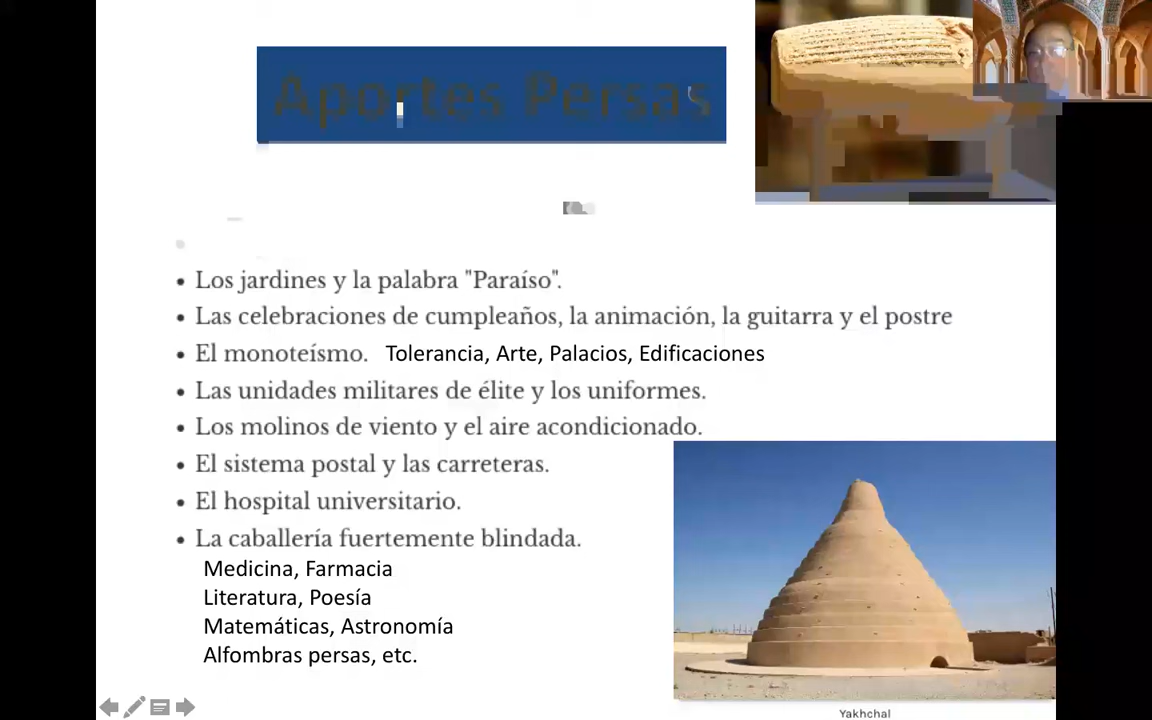 Aportes Persas
• Los jardines y la palabra "Paraíso".
• Las celebraciones de cumpleaños, la animación, la guitarra y el postre
• El monoteísmo. Tolerancia, Arte, Palacios, Edificaciones
• Las unidades militares de élite y los uniformes.
• Los molinos de viento y el aire acondicionado.
• El sistema postal y las carreteras.
• El hospital universitario.
• La caballería fuertemente blindada.
Medicina, Farmacia
Literatura, Poesía
Matemáticas, Astronomía
Alfombras persas, etc.
Yakhchal